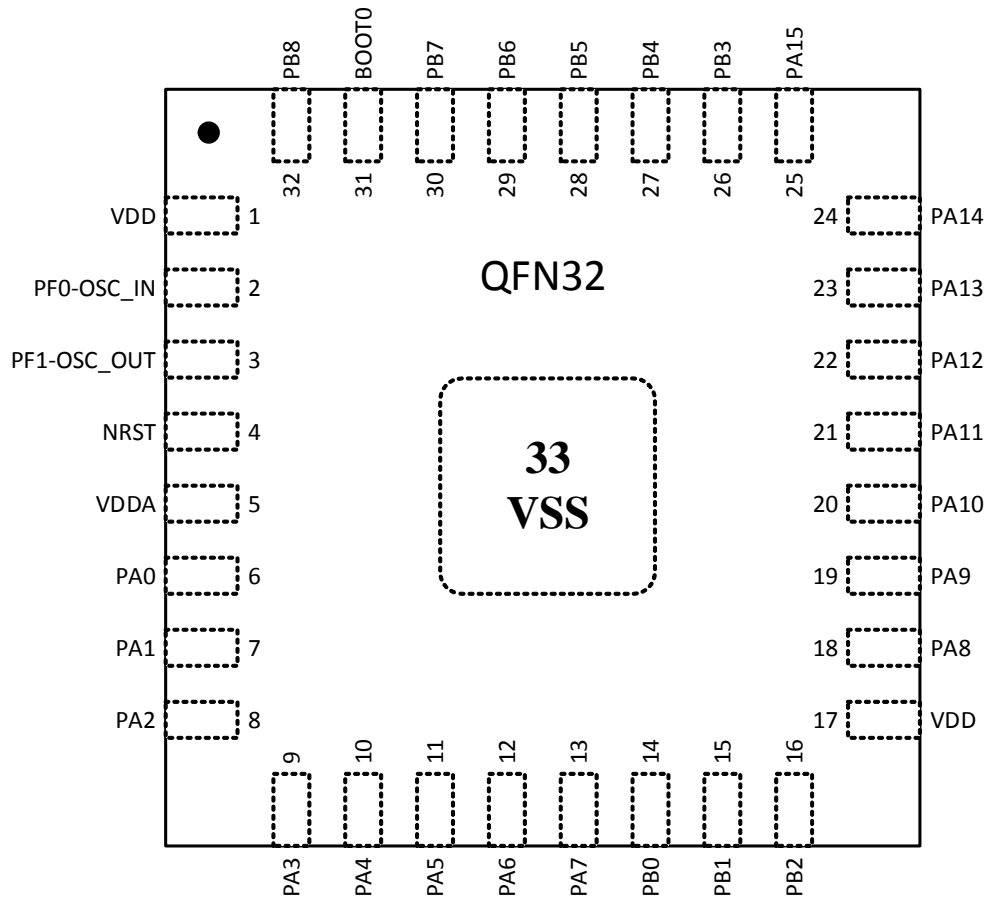 PB8
BOOT0
PB7
PB6
PB5
PB4
PB3
PA15
32
31
30
29
28
27
26
25
VDD 1
PF0-OSC_IN 2
PF1-OSC_OUT 3
NRST 4
VDDA 5
PA0 6
PA1 7
PA2 8
QFN32
33
VSS
24 PA14
23 PA13
22 PA12
21 PA11
20 PA10
19 PA9
18 PA8
17 VDD
9
10
11
12
13
14
15
16
PA3
PA4
PA5
PA6
PA7
PB0
PB1
PB2